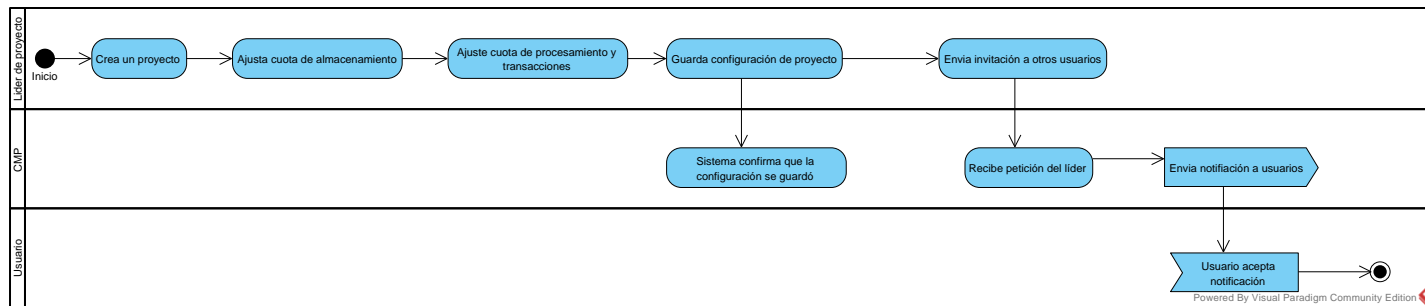 Lider de proyecto
Inicio
Crea un proyecto
Ajusta cuota de almacenamiento
Ajuste cuota de procesamiento y
transacciones
Guarda configuración de proyecto
Envia invitación a otros usuarios
CMP
Sistema confirma que la
configuración se guardó
Recibe petición del líder
Envia notifiación a usuarios
Usuario
Usuario acepta
notificación
Powered By Visual Paradigm Community Edition